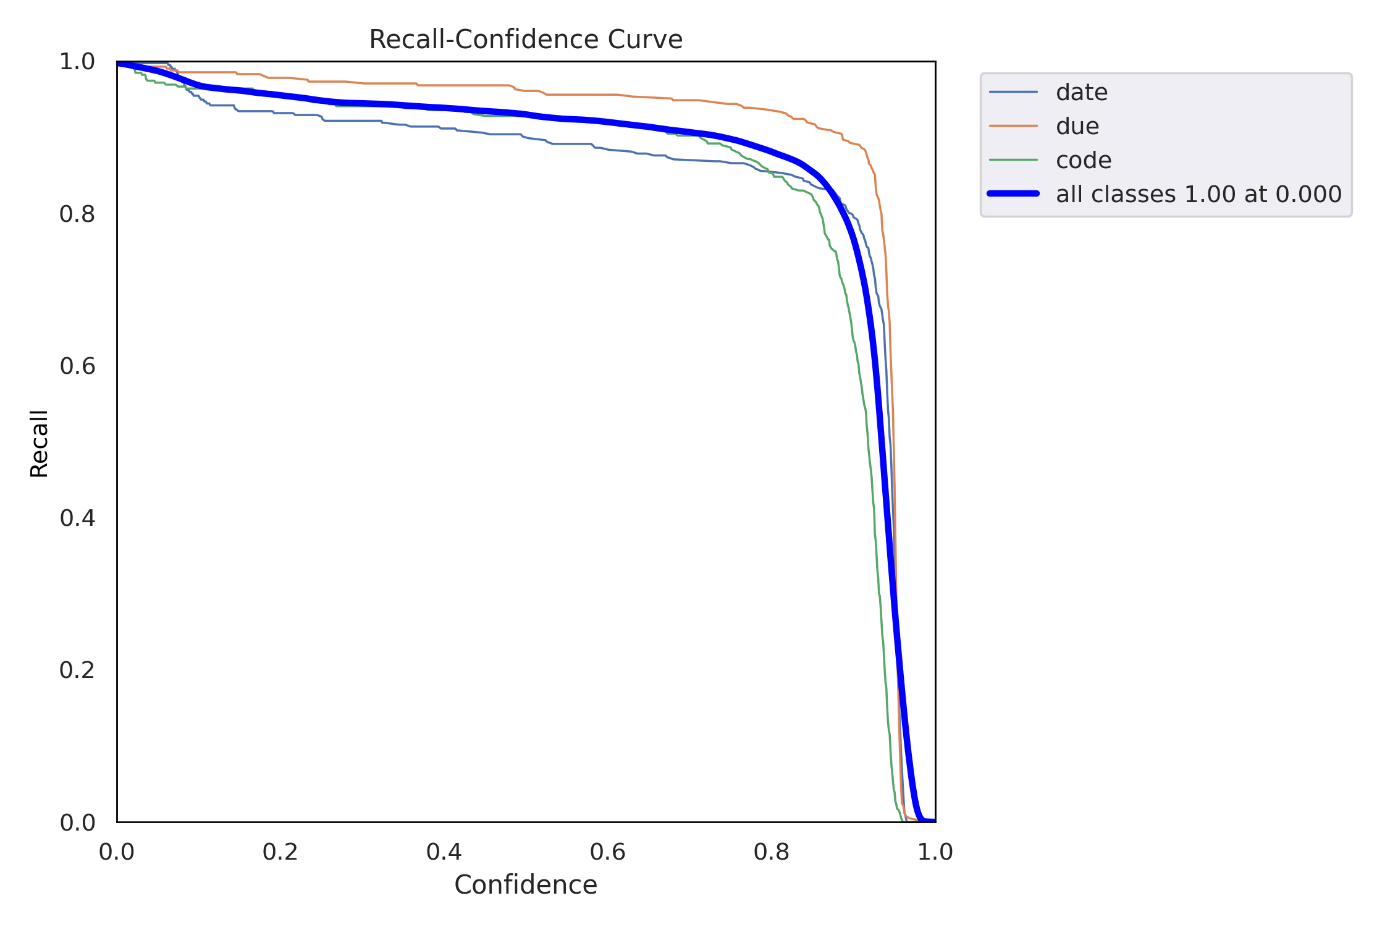 Recall-Confidence Curve
1.0
0.8
0.6
0.4
0.2
0.0
Recall
0.0 0.2 0.4 0.6 0.8 1.0
Confidence
date
due
code
all classes 1.00 at 0.000